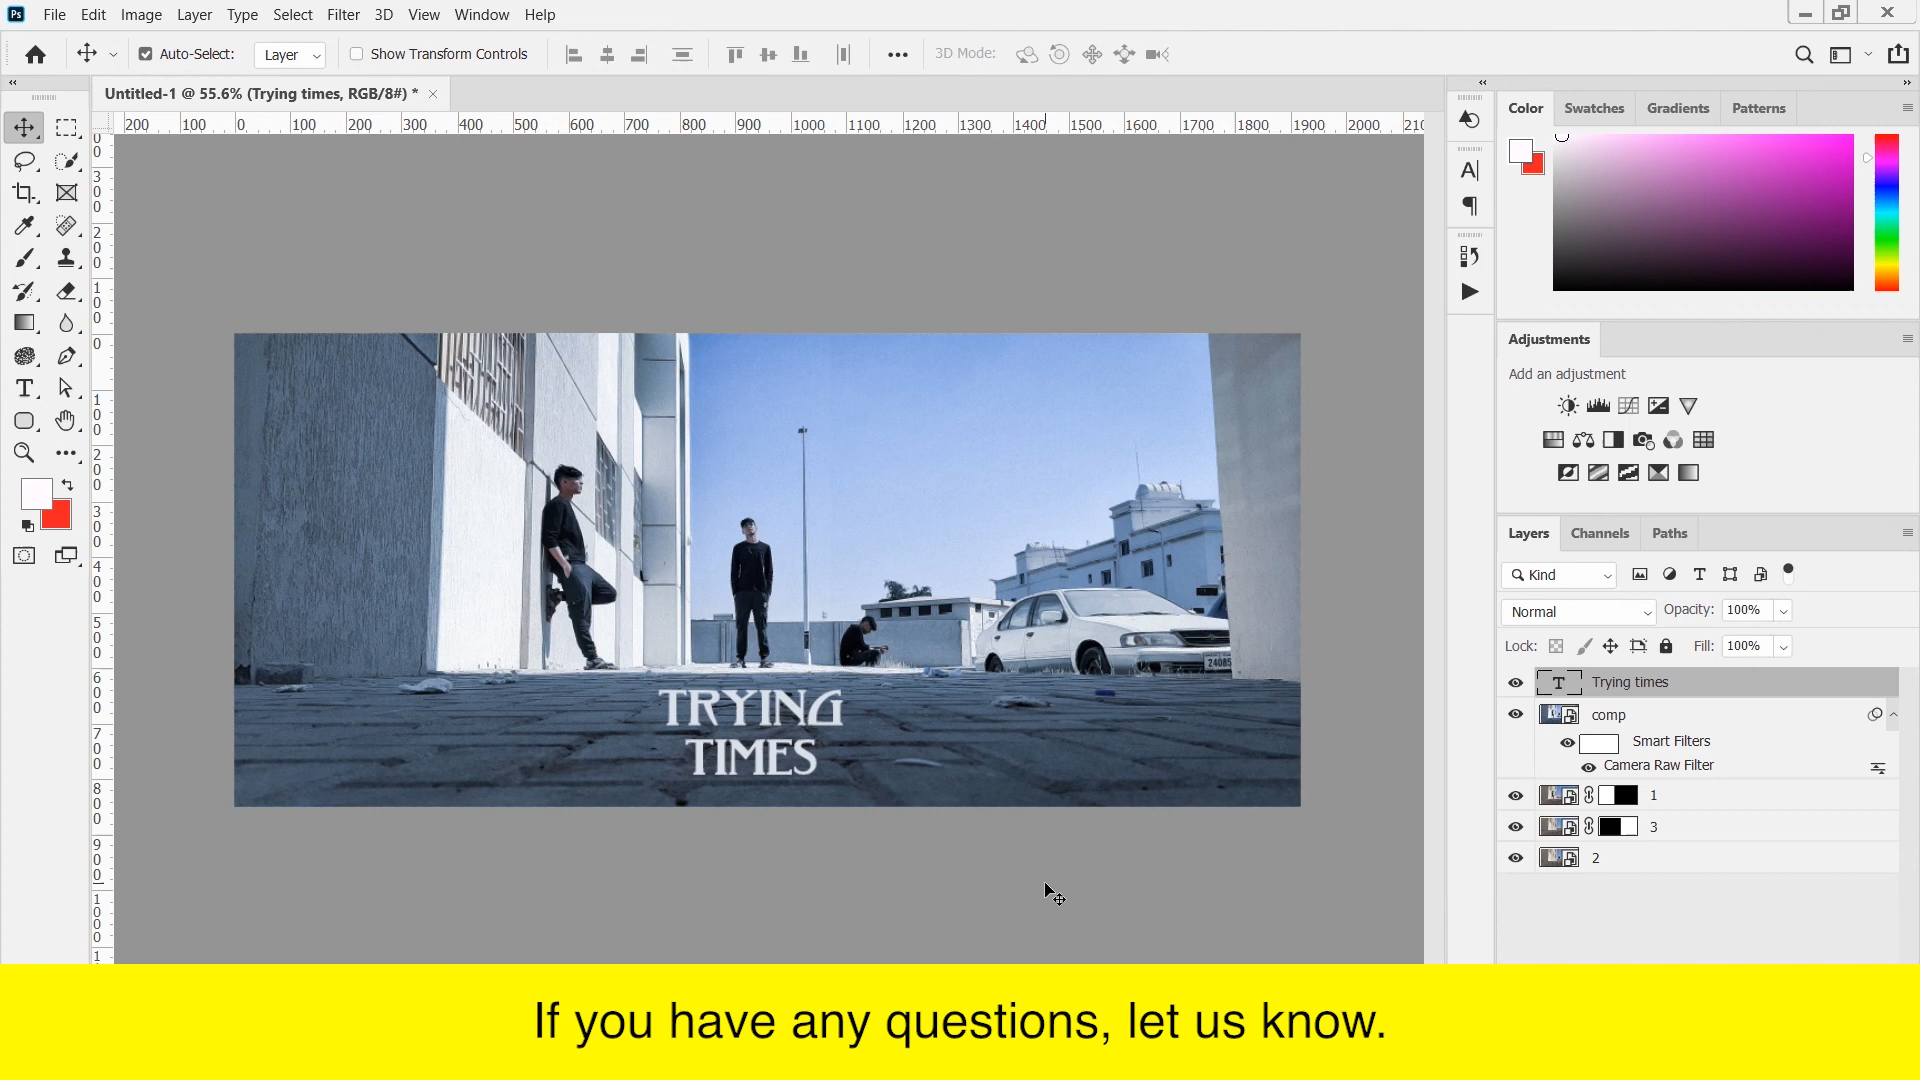 Ps File Edit Image Layer Type Select Filter 3D View Window Help
Auto-Select: Layer Show Transform Controls 3D Mode:
Untitled-1 @ 55.6% (Trying times, RGB/8#) *
200 100 0 100 200 300 400 500 600 700 800 900 1000 1100 1200 1300 1400 1500 1600 1700 1800 1900 2000 210
Color Swatches Gradients Patterns
Adjustments
Add an adjustment
24085
TRYING
TIMES
Layers Channels Paths
Kind
Normal Opacity: 100%
Lock: Fill: 100%
Trying times
comp
Smart Filters
Camera Raw Filter
1
3
2
If you have any questions, let us know.